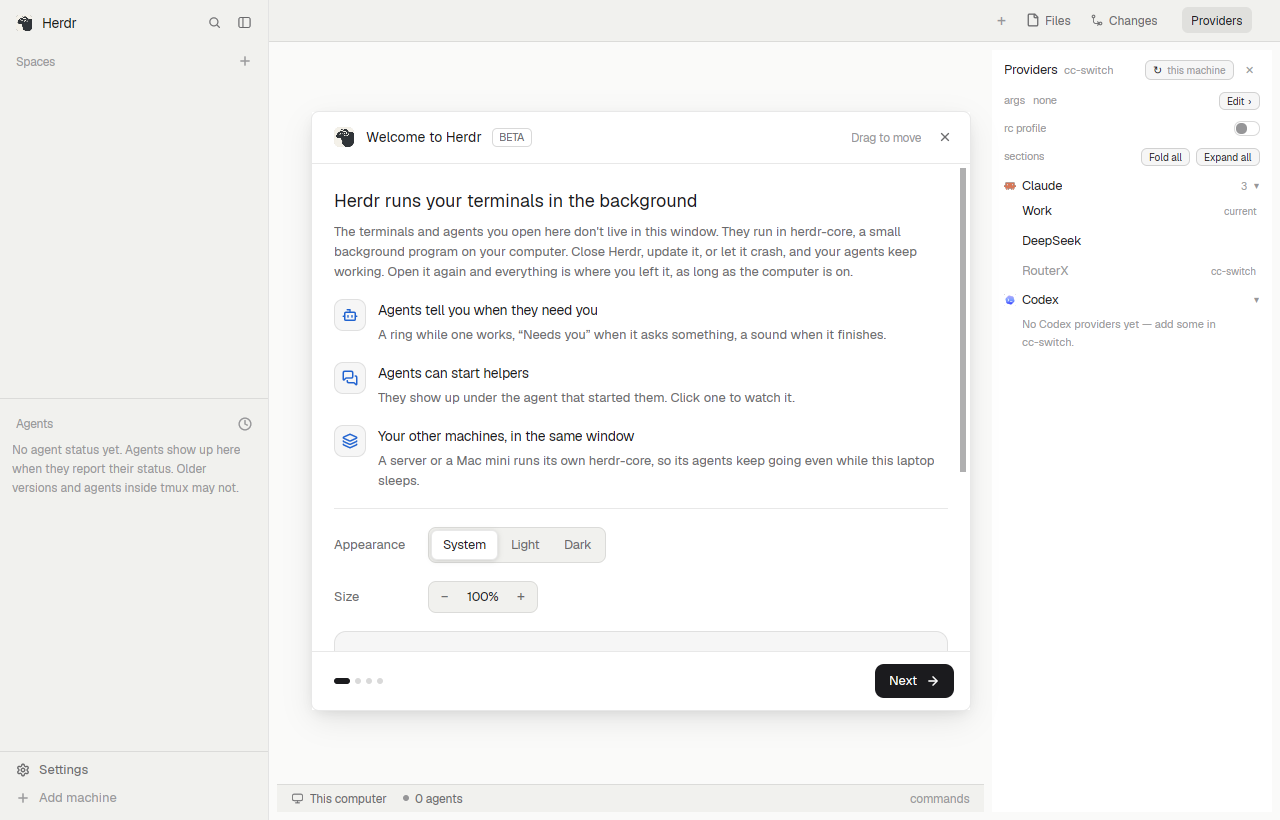 Herdr
Spaces
Agents
No agent status yet. Agents show up here
when they report their status. Older
versions and agents inside tmux may not.
Settings
Add machine
Files
Changes
Providers
Welcome to Herdr
BETA
Drag to move
Herdr runs your terminals in the background
The terminals and agents you open here don't live in this window. They run in herdr-core, a small
background program on your computer. Close Herdr, update it, or let it crash, and your agents keep
working. Open it again and everything is where you left it, as long as the computer is on.
Agents tell you when they need you
A ring while one works, “Needs you” when it asks something, a sound when it finishes.
Agents can start helpers
They show up under the agent that started them. Click one to watch it.
Your other machines, in the same window
A server or a Mac mini runs its own herdr-core, so its agents keep going even while this laptop
sleeps.
Appearance
System
Light
Dark
Size
− 100% +
Next
This computer
0 agents
commands
Providers cc-switch
this machine
args none
Edit ›
rc profile
sections
Fold all
Expand all
Claude
3
Work
current
DeepSeek
RouterX
cc-switch
Codex
No Codex providers yet — add some in
cc-switch.